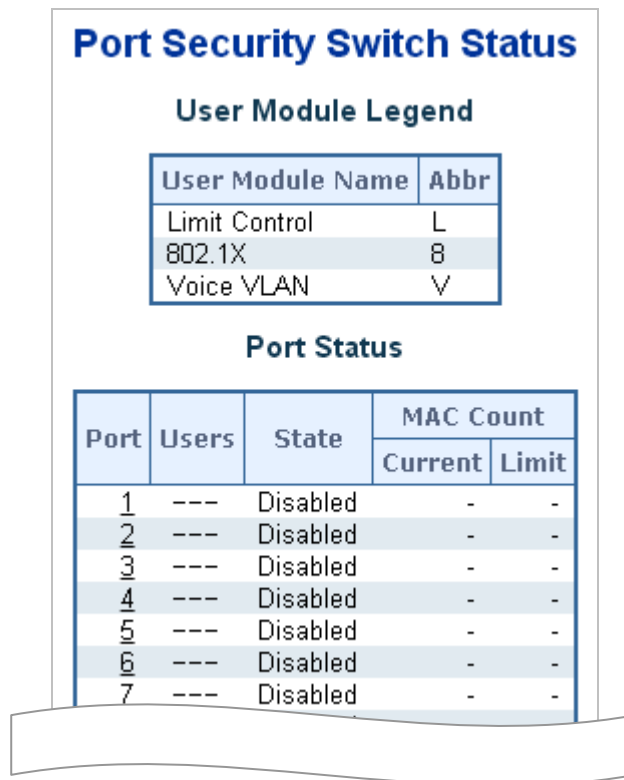 Port Security Switch Status
User Module Legend
User Module Name Abbr
Limit Control L
802.1X 8
Voice VLAN V
Port Status
Port Users State MAC Count
Current Limit
1 --- Disabled - -
2 --- Disabled - -
3 --- Disabled - -
4 --- Disabled - -
5 --- Disabled - -
6 --- Disabled - -
7 --- Disabled - -